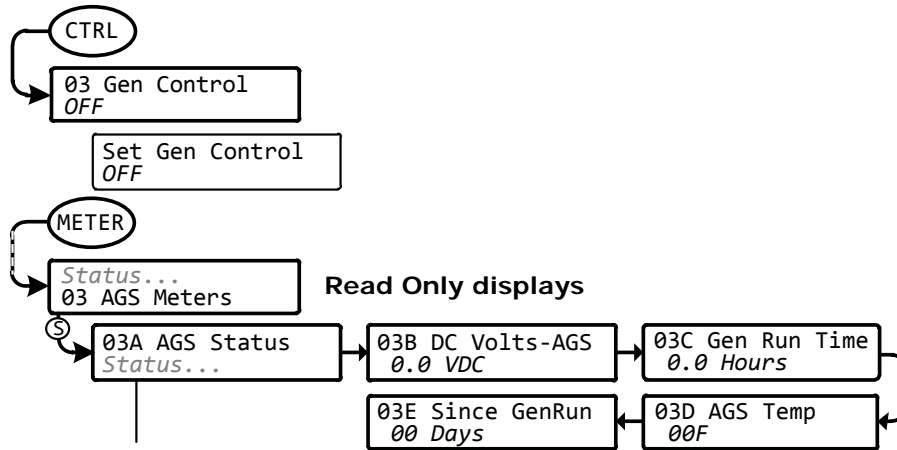 CTRL
03 Gen Control
OFF
Set Gen Control
OFF
METER
Status...
03 AGS Meters
Read Only displays
S
03A AGS Status
Status...
03B DC Volts-AGS
0.0 VDC
03C Gen Run Time
0.0 Hours
03D AGS Temp
00F
03E Since GenRun
00 Days